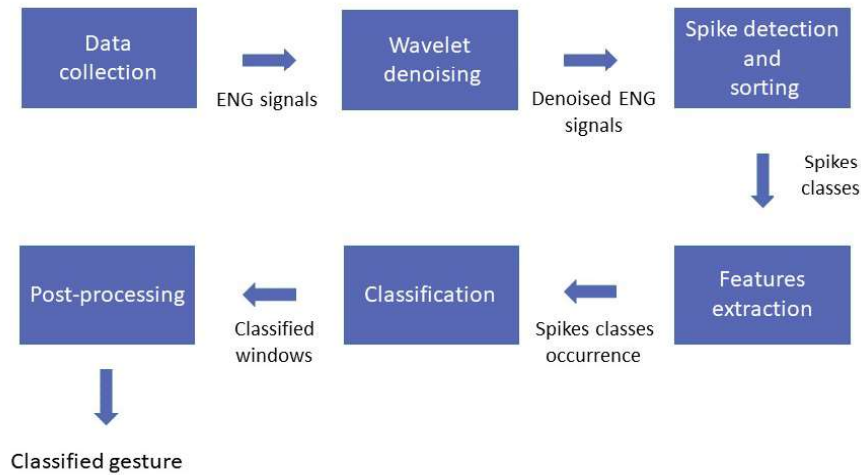 Data
collection
ENG signals
Wavelet
denoising
Denoised ENG
signals
Spike detection
and
sorting
Spikes
classes
Features
extraction
Spikes classes
occurrence
Classification
Classified
windows
Post-processing
Classified gesture